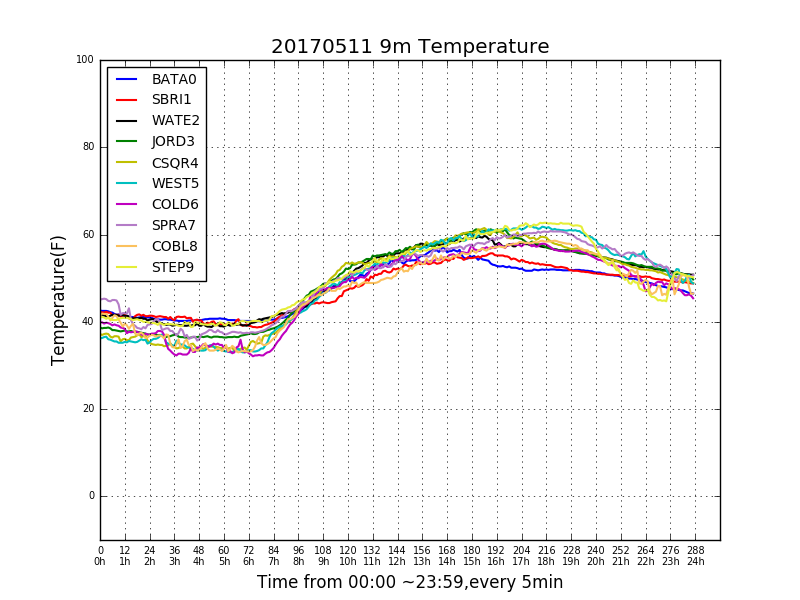 20170511 9m Temperature
100
80
60
40
20
0
Temperature(F)
BATA0
SBRI1
WATE2
JORD3
CSQR4
WEST5
COLD6
SPRA7
COBL8
STEP9
0 12 24 36 48 60 72 84 96 108 120 132 144 156 168 180 192 204 216 228 240 252 264 276 288
0h 1h 2h 3h 4h 5h 6h 7h 8h 9h 10h 11h 12h 13h 14h 15h 16h 17h 18h 19h 20h 21h 22h 23h 24h
Time from 00:00 ~23:59,every 5min